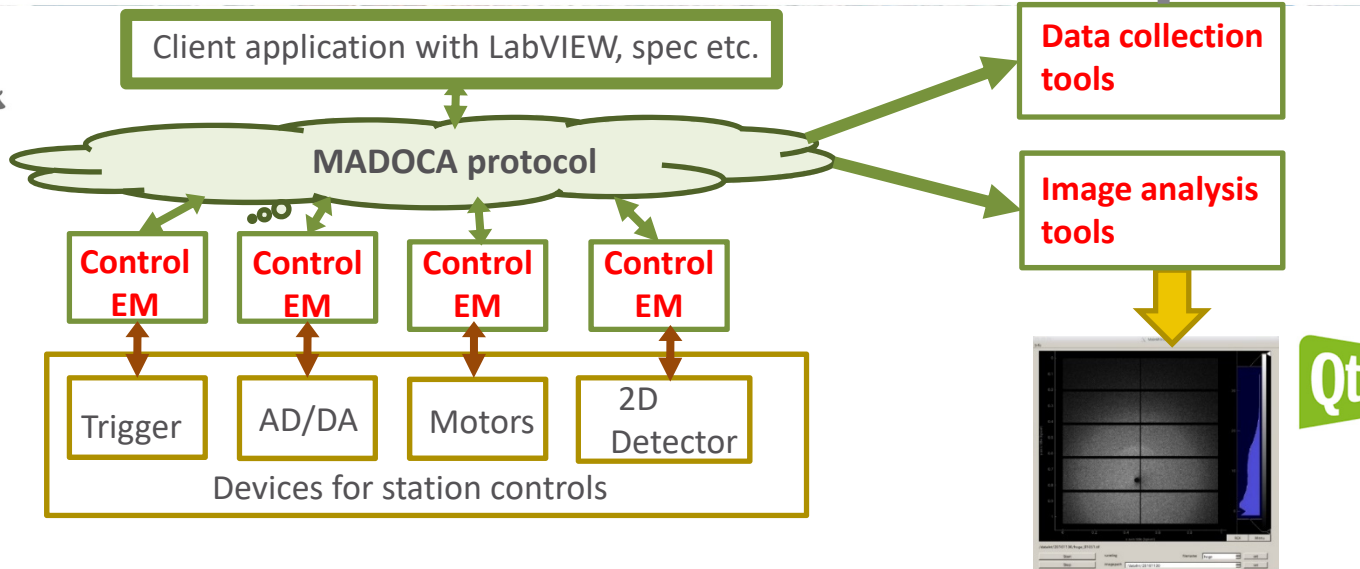 Client application with LabVIEW, spec etc.
Data collection
tools
MADOCA protocol
Image analysis
tools
Control
EM
Control
EM
Control
EM
Control
EM
Trigger
AD/DA
Motors
2D
Detector
Devices for station controls
Qt